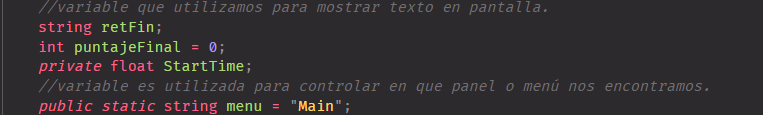 //variable que utilizamos para mostrar texto en pantalla.
string retFin;
int puntajeFinal = 0;
private float StartTime;
//variable es utilizada para controlar en que panel o menú nos encontramos.
public static string menu = "Main";